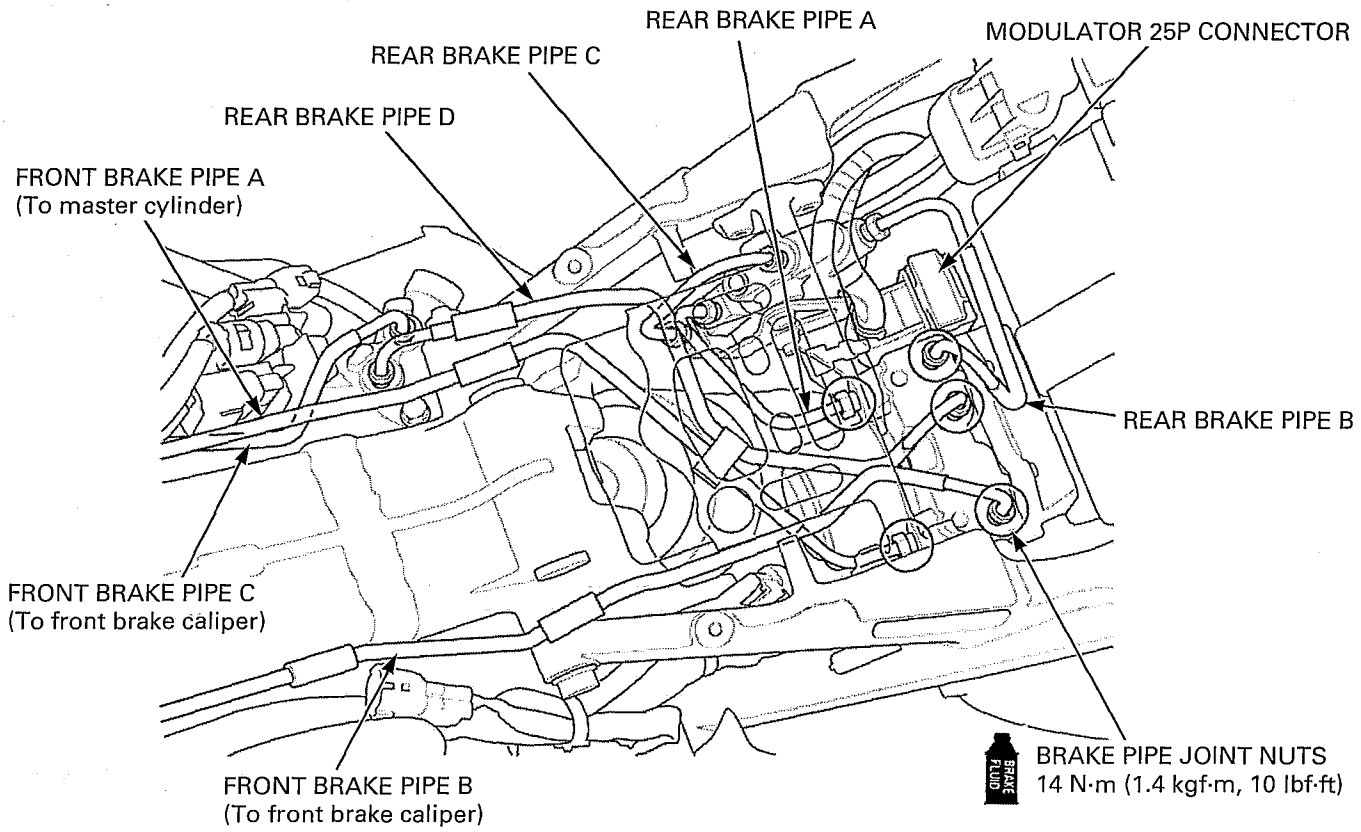 REAR BRAKE PIPE A
MODULATOR 25P CONNECTOR
REAR BRAKE PIPE C
REAR BRAKE PIPE D
FRONT BRAKE PIPE A
(To master cylinder)
REAR BRAKE PIPE B
FRONT BRAKE PIPE C
(To front brake caliper)
FRONT BRAKE PIPE B
(To front brake caliper)
BRAKE
FLUID
BRAKE PIPE JOINT NUTS
14 N·m (1.4 kgf·m, 10 lbf·ft)